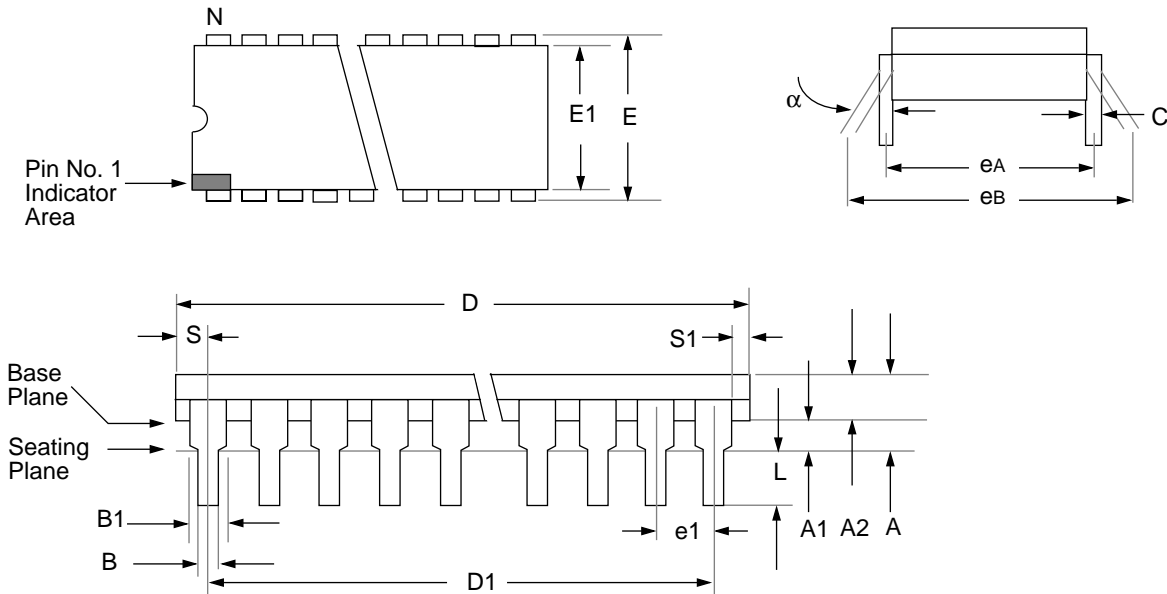 N
E1
E
Pin No. 1
Indicator
Area
α
C
eA
eB
D
S
S1
Base
Plane
Seating
Plane
L
B1
e1
A1
A2
A
B
D1